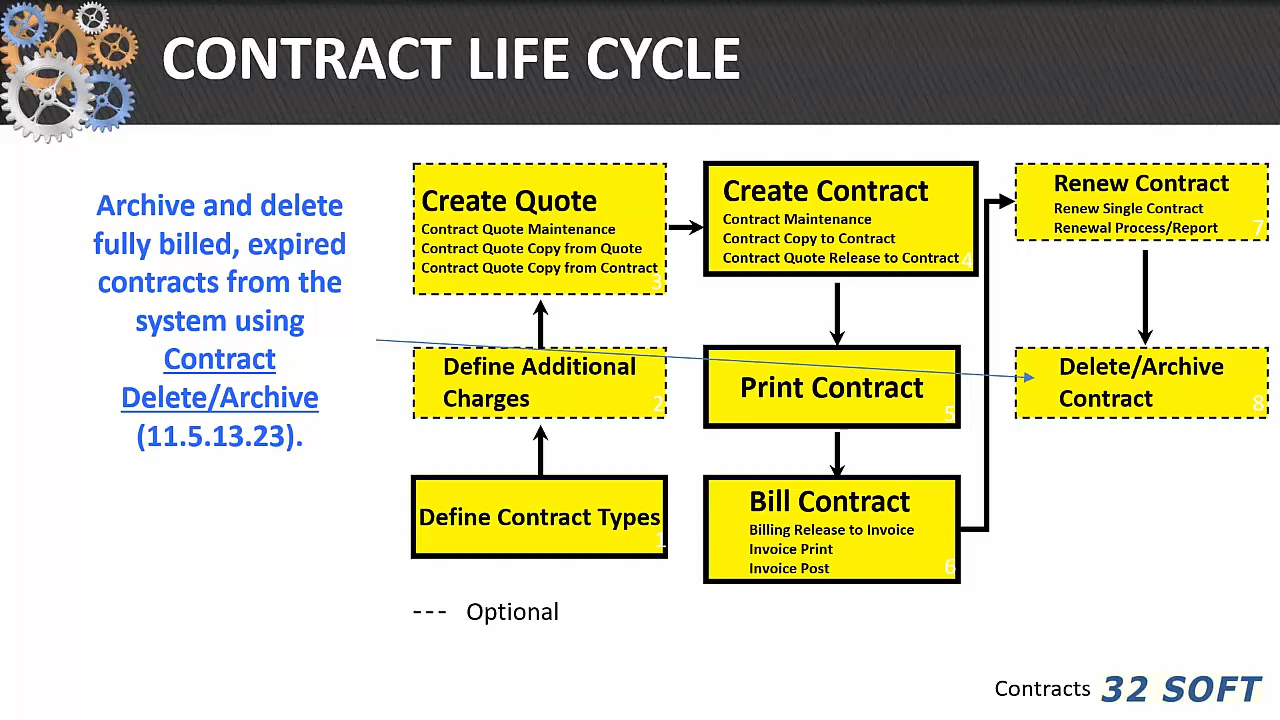 CONTRACT LIFE CYCLE
Archive and delete
fully billed, expired
contracts from the
system using
Contract
Delete/Archive
(11.5.13.23).
Create Quote
Contract Quote Maintenance
Contract Quote Copy from Quote
Contract Quote Copy from Contract
3
Create Contract
Contract Maintenance
Contract Copy to Contract
Contract Quote Release to Contract
4
Renew Contract
Renew Single Contract
Renewal Process/Report
7
Define Additional
Charges
2
Print Contract
5
Delete/Archive
Contract
8
Define Contract Types
1
Bill Contract
Billing Release to Invoice
Invoice Print
Invoice Post
6
--- Optional
Contracts 32 SOFT